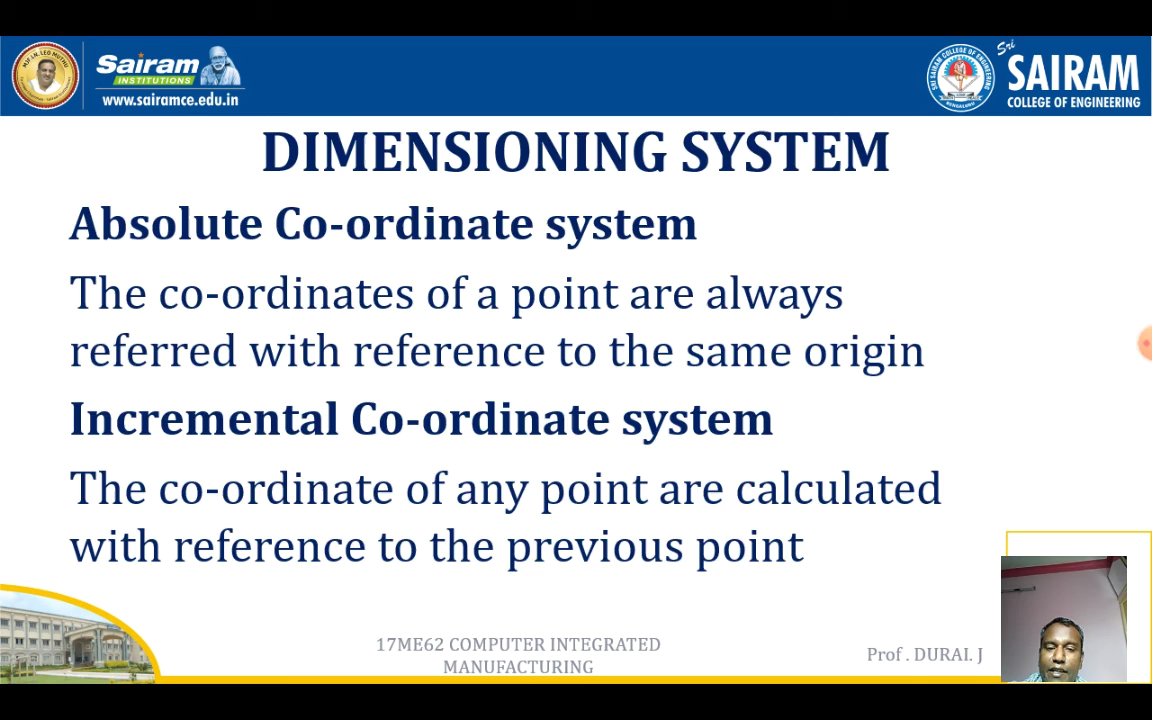 Sairam
INSTITUTIONS
www.sairamce.edu.in
Sri
SAIRAM
COLLEGE OF ENGINEERING
DIMENSIONING SYSTEM
Absolute Co-ordinate system
The co-ordinates of a point are always
referred with reference to the same origin
Incremental Co-ordinate system
The co-ordinate of any point are calculated
with reference to the previous point
17ME62 COMPUTER INTEGRATED
MANUFACTURING
Prof . DURAI. J